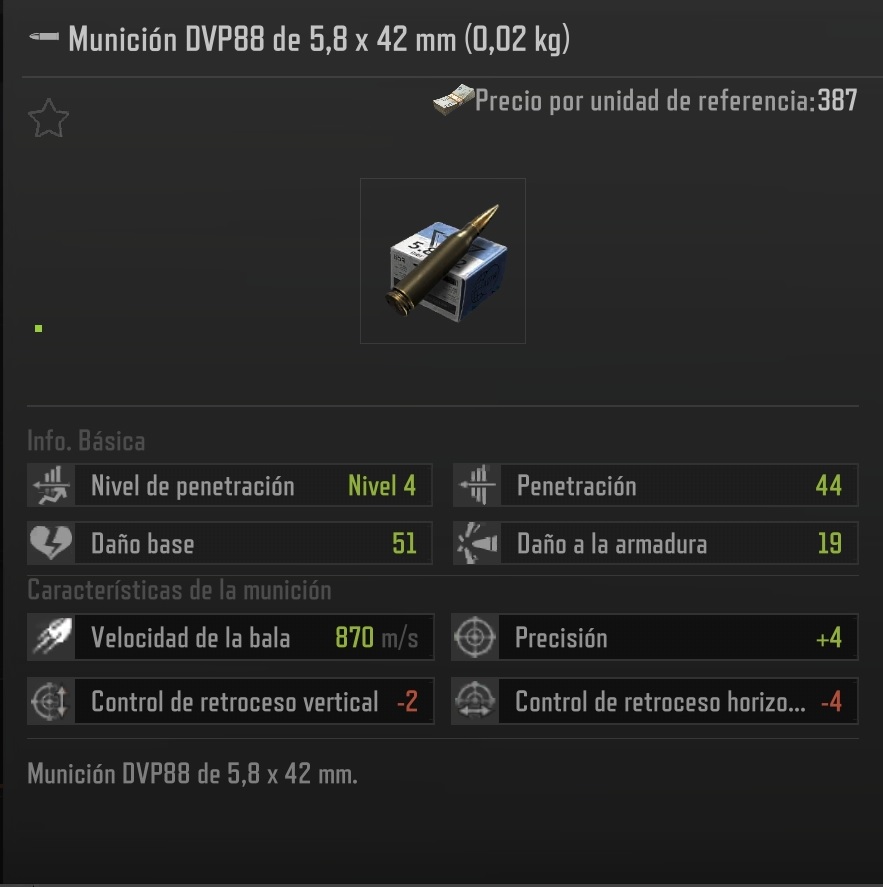 Munición DVP88 de 5,8 x 42 mm (0,02 kg)
Precio por unidad de referencia:387
5.8
Info. Básica
Nivel de penetración Nivel 4
Penetración 44
Daño base 51
Daño a la armadura 19
Características de la munición
Velocidad de la bala 870 m/s
Precisión +4
Control de retroceso vertical -2
Control de retroceso horizo... -4
Munición DVP88 de 5,8 x 42 mm.